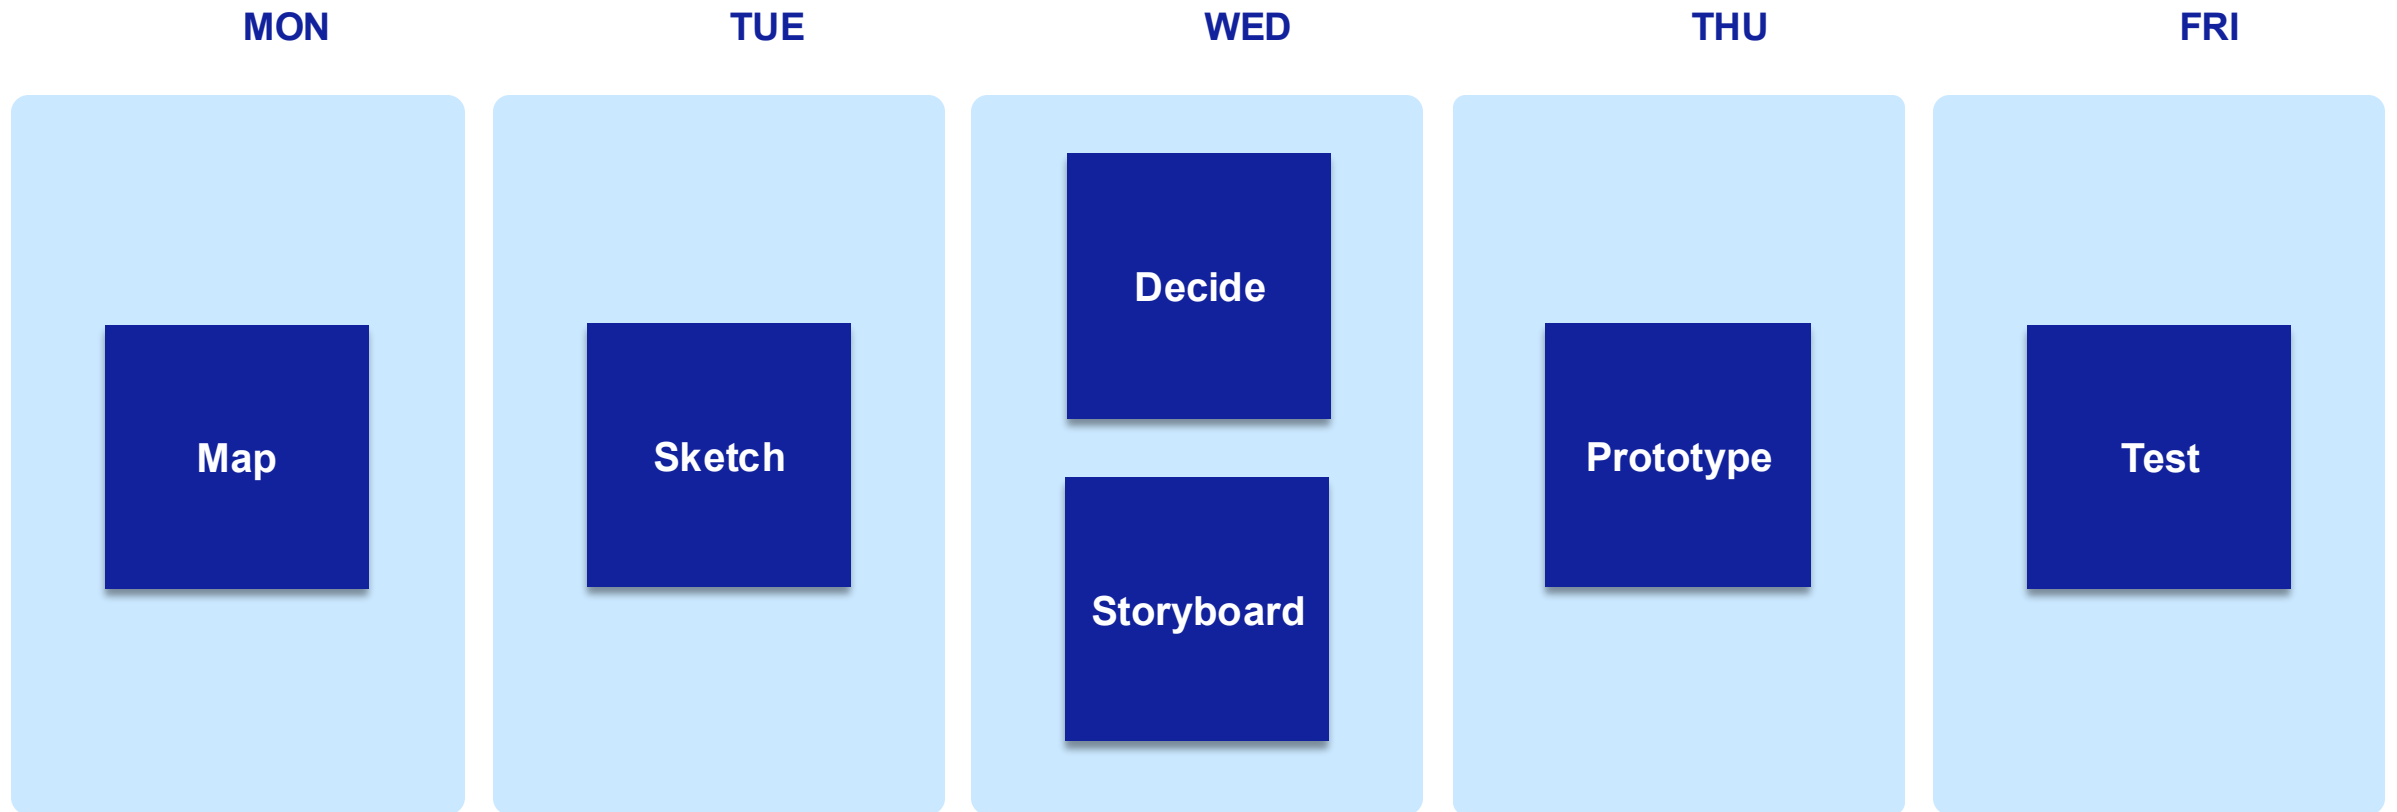 MON
TUE
WED
THU
FRI
Map
Sketch
Decide
Storyboard
Prototype
Test